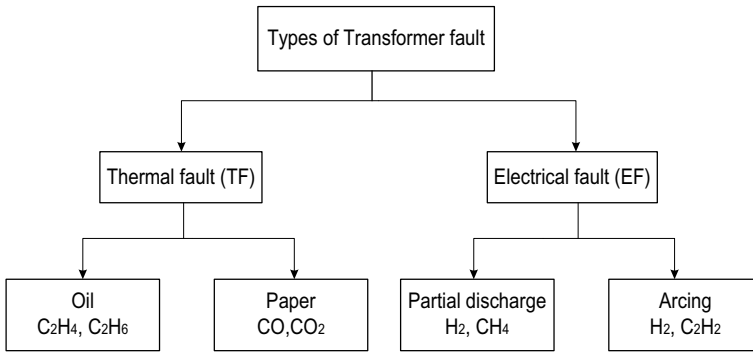 Types of Transformer fault
Thermal fault (TF)
Electrical fault (EF)
Oil
C2H4, C2H6
Paper
CO,CO2
Partial discharge
H2, CH4
Arcing
H2, C2H2